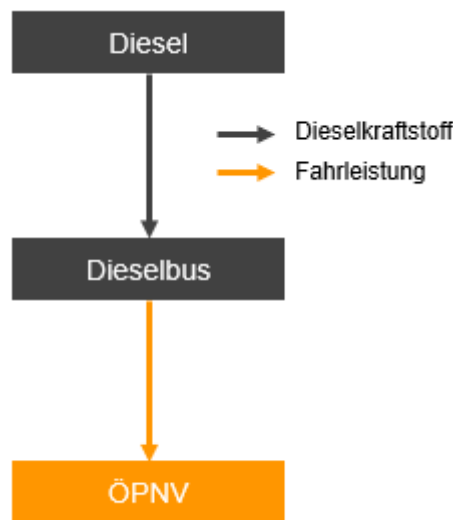 Diesel
Dieselkraftstoff
Fahrleistung
Dieselbus
ÖPNV